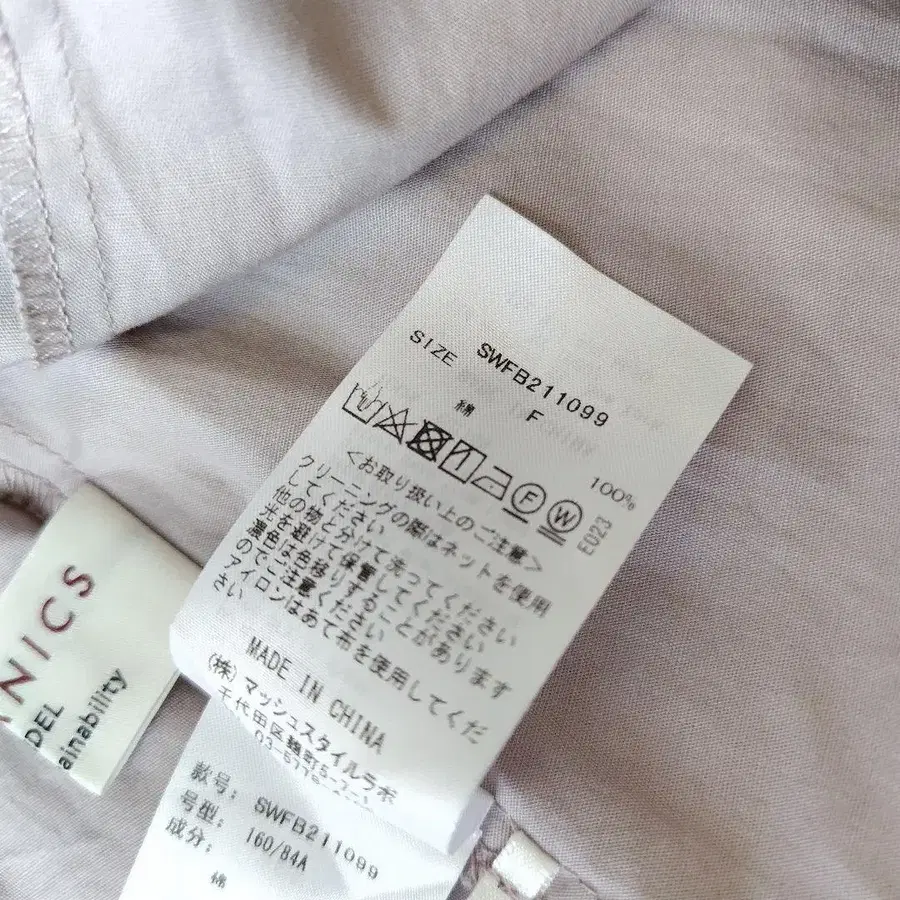 SWFB211099
SIZE F
綿 100%
F W
E023
<お取り扱い上のご注意>
クリーニングの際はネットを使用
してください
他の物と分けて洗ってください
光を避けて保管してください
濃色は色移りすることがあります
のでご注意ください
アイロンはあて布を使用してくだ
さい
MADE IN CHINA
(株)マッシュスタイルラボ
千代田区麹町5-7-1
NICS
DEL
ainability
款号: SWFB211099
号型: 160/84A
成分:
棉